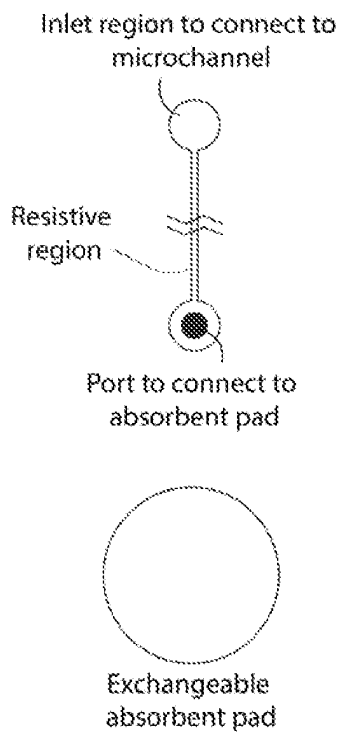 Inlet region to connect to
microchannel
Resistive
region
Port to connect to
absorbent pad
Exchangeable
absorbent pad